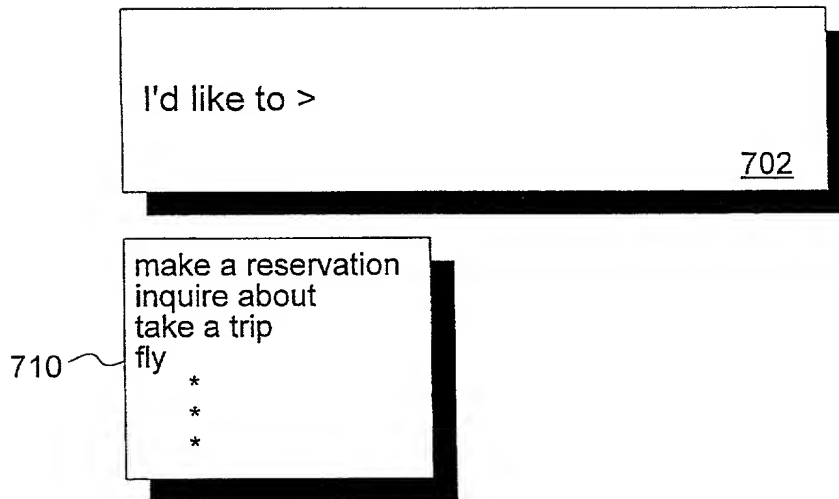 I'd like to >
702
make a reservation
inquire about
take a trip
710 fly
*
*
*